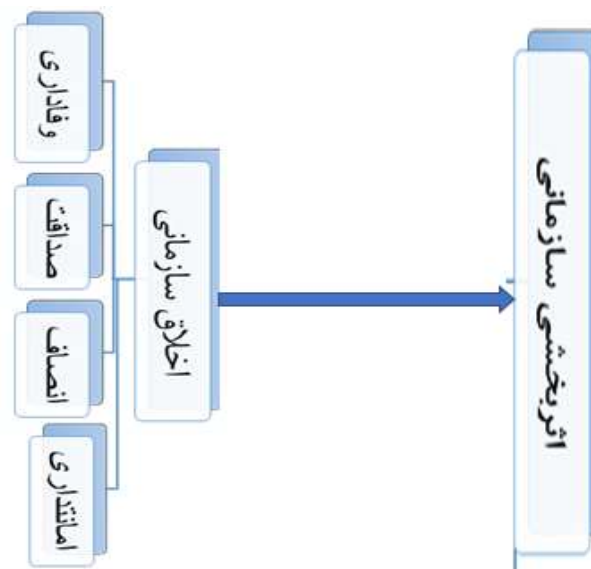 وفاداری
صداقت
انصاف
امانتداری
اخلاق سازمانی
اثربخشی سازمانی